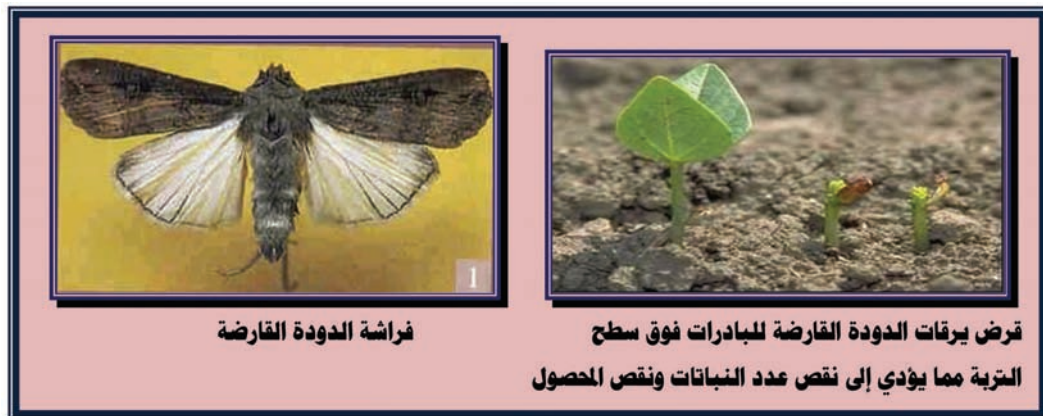 1
قرض يرقات الدودة القارضة للبادرات فوق سطح
التربة مما يؤدي إلى نقص عدد النباتات ونقص المحصول
فراشة الدودة القارضة